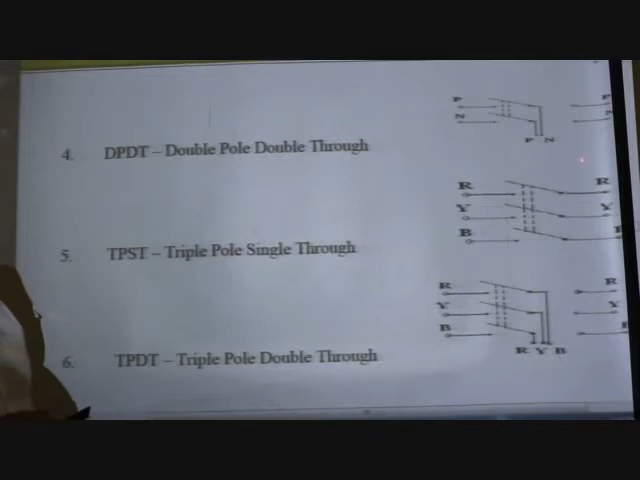 P P
N N
P N
4. DPDT – Double Pole Double Through
R R
Y Y
B
5. TPST – Triple Pole Single Through
R R
Y Y
B
R Y B
6. TPDT – Triple Pole Double Through